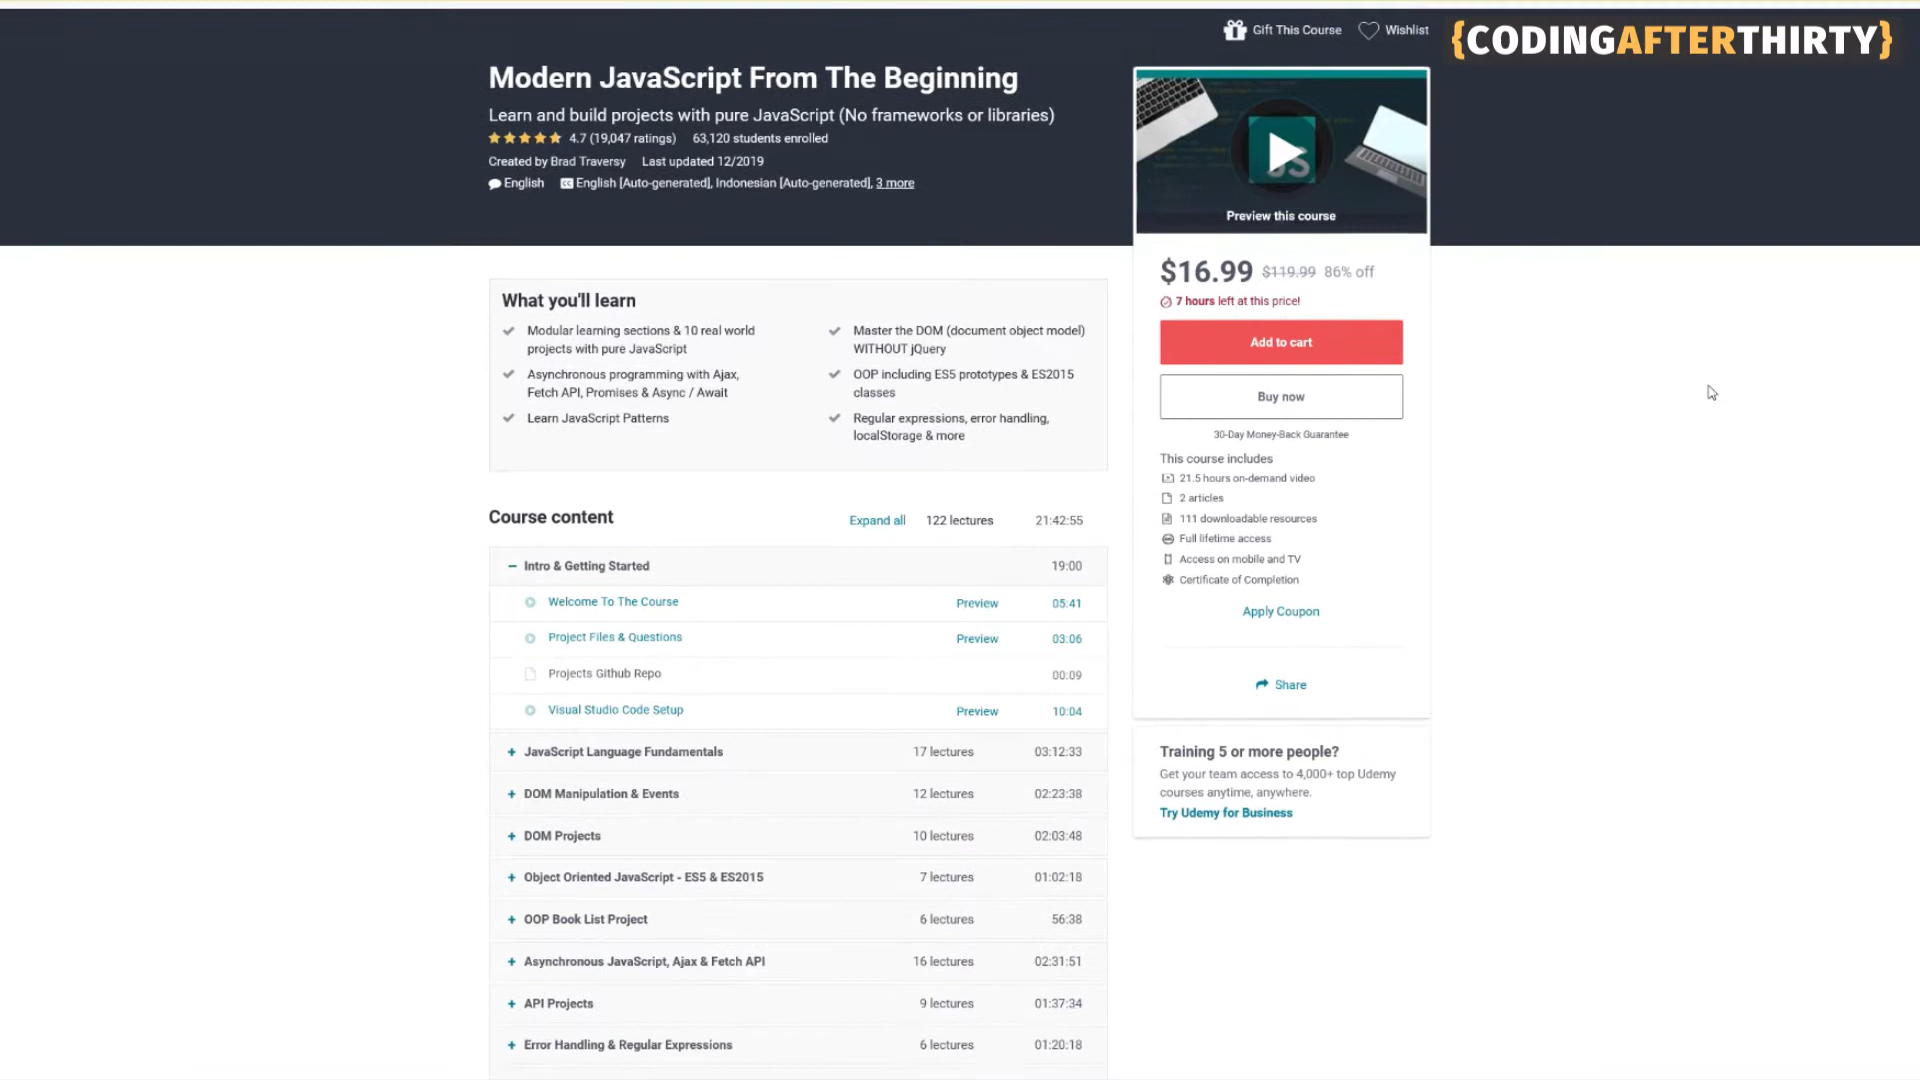 Gift This Course
Wishlist
{CODINGAFTERTHIRTY}
Modern JavaScript From The Beginning
Learn and build projects with pure JavaScript (No frameworks or libraries)
4.7 (19,047 ratings) 63,120 students enrolled
Created by Brad Traversy Last updated 12/2019
English CC English [Auto-generated], Indonesian [Auto-generated], 3 more
JS
Preview this course
$16.99 $119.99 86% off
7 hours left at this price!
Add to cart
Buy now
30-Day Money-Back Guarantee
This course includes
21.5 hours on-demand video
2 articles
111 downloadable resources
Full lifetime access
Access on mobile and TV
Certificate of Completion
Apply Coupon
Share
Training 5 or more people?
Get your team access to 4,000+ top Udemy
courses anytime, anywhere.
Try Udemy for Business
What you'll learn
Modular learning sections & 10 real world
projects with pure JavaScript
Asynchronous programming with Ajax,
Fetch API, Promises & Async / Await
Learn JavaScript Patterns
Master the DOM (document object model)
WITHOUT jQuery
OOP including ES5 prototypes & ES2015
classes
Regular expressions, error handling,
localStorage & more
Course content Expand all 122 lectures 21:42:55
− Intro & Getting Started 19:00
Welcome To The Course Preview 05:41
Project Files & Questions Preview 03:06
Projects Github Repo 00:09
Visual Studio Code Setup Preview 10:04
+ JavaScript Language Fundamentals 17 lectures 03:12:33
+ DOM Manipulation & Events 12 lectures 02:23:38
+ DOM Projects 10 lectures 02:03:48
+ Object Oriented JavaScript - ES5 & ES2015 7 lectures 01:02:18
+ OOP Book List Project 6 lectures 56:38
+ Asynchronous JavaScript, Ajax & Fetch API 16 lectures 02:31:51
+ API Projects 9 lectures 01:37:34
+ Error Handling & Regular Expressions 6 lectures 01:20:18